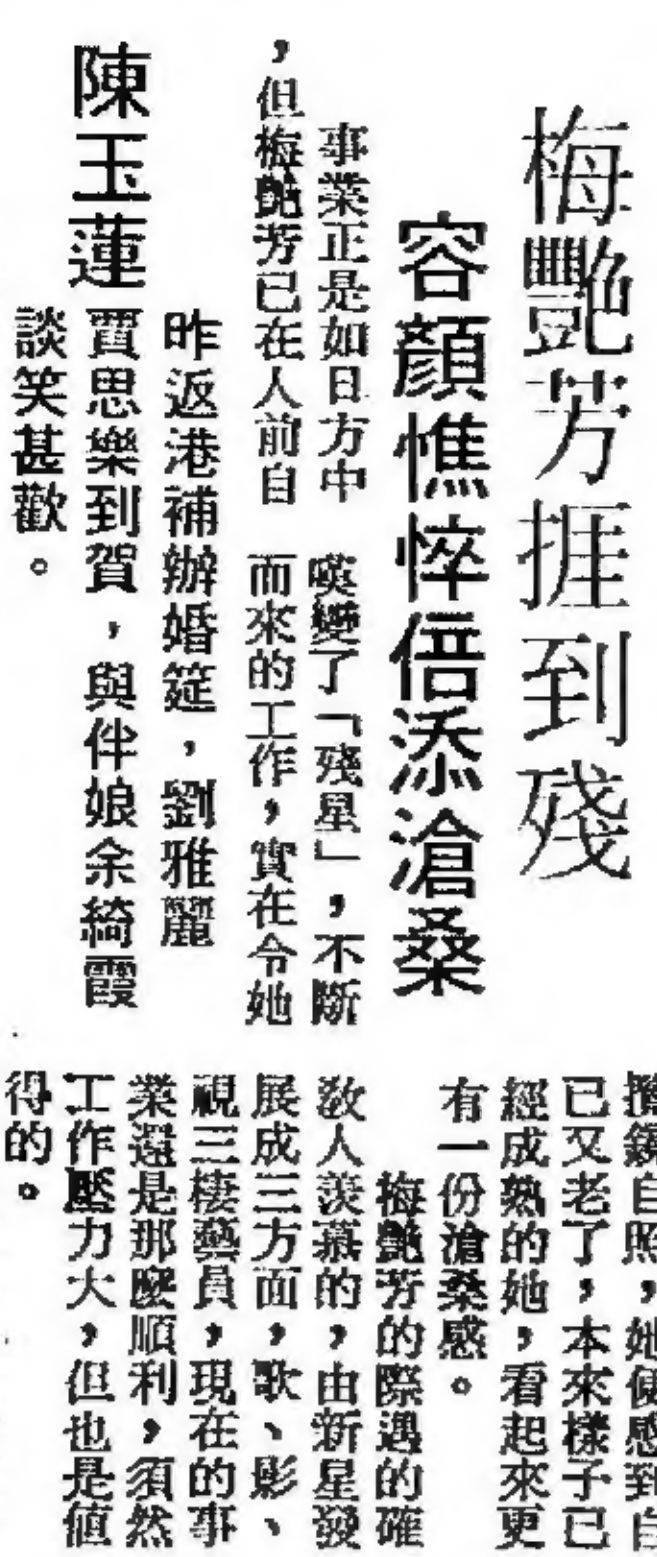 梅艷芳捱到殘
容顏憔悴倍添滄桑
事業正是如日方中
，但梅艷芳已在人前自
嘆變了「殘星」，不斷
而來的工作，實在令她
攬鏡自照，她便感到自
已又老了，本來樣子已
經成熟的她，看起來更
有一份滄桑感。
梅艷芳的際遇的確
教人羨慕的，由新星發
展成三方面，歌、影、
視三棲藝員，現在的事
業還是那麼順利，須然
工作壓力大，但也是值
得的。
陳玉蓮
昨返港補辦婚筵，劉雅麗
賈思樂到賀，與伴娘余綺霞
談笑甚歡。